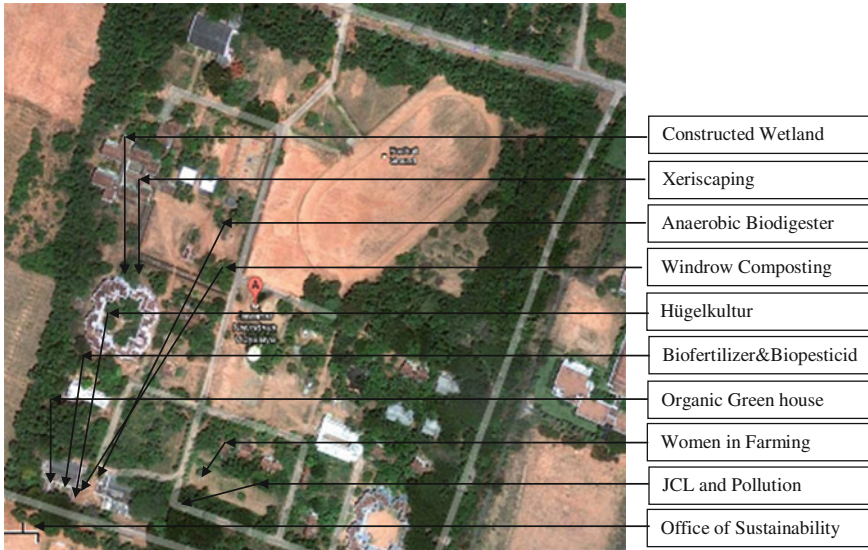 Constructed Wetland
Xeriscaping
Anaerobic Biodigester
Windrow Composting
A
Hügelkultur
Biofertilizer&Biopesticid
Organic Green house
Women in Farming
JCL and Pollution
Office of Sustainability